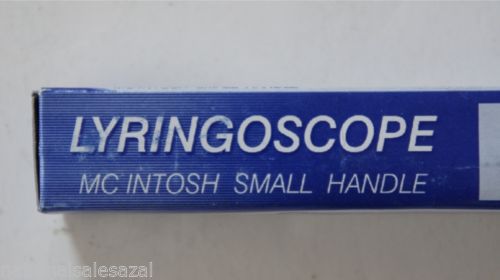 LYRINGOSCOPE
MC INTOSH SMALL HANDLE